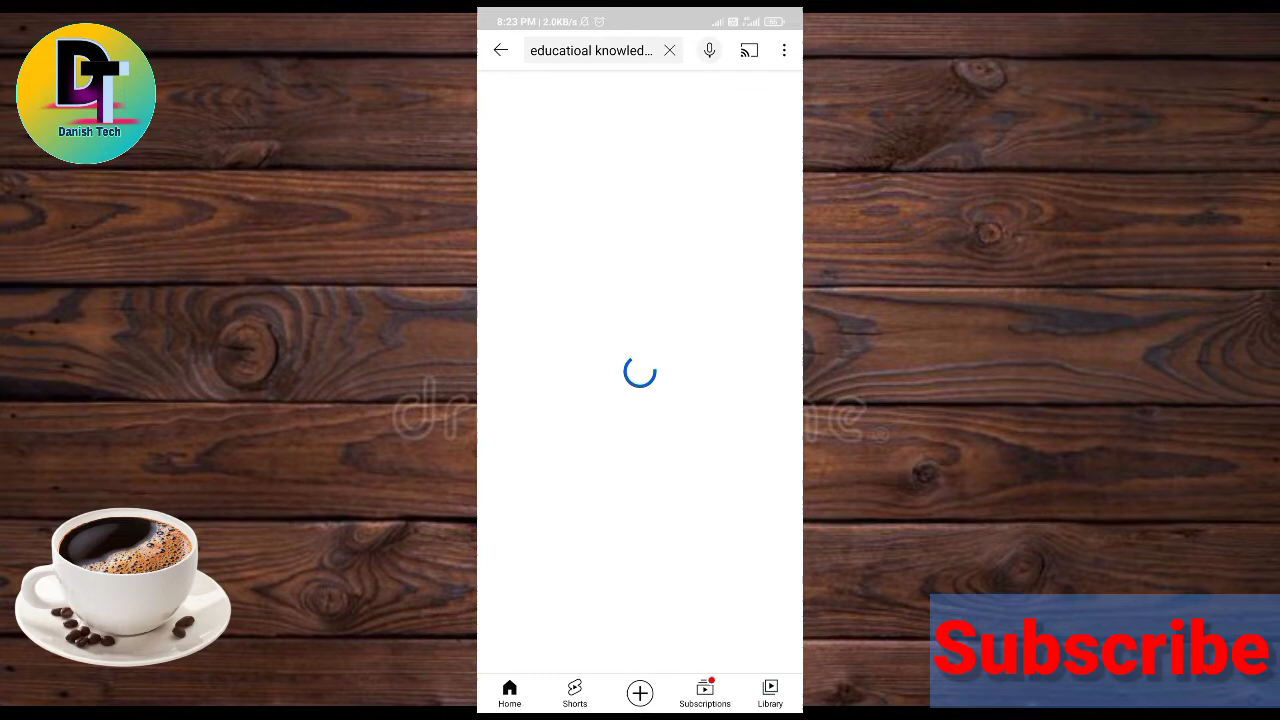 8:23 PM | 2.0KB/s
educatioal knowled...
DT
Danish Tech
Subscribe
Home
Shorts
Subscriptions
Library